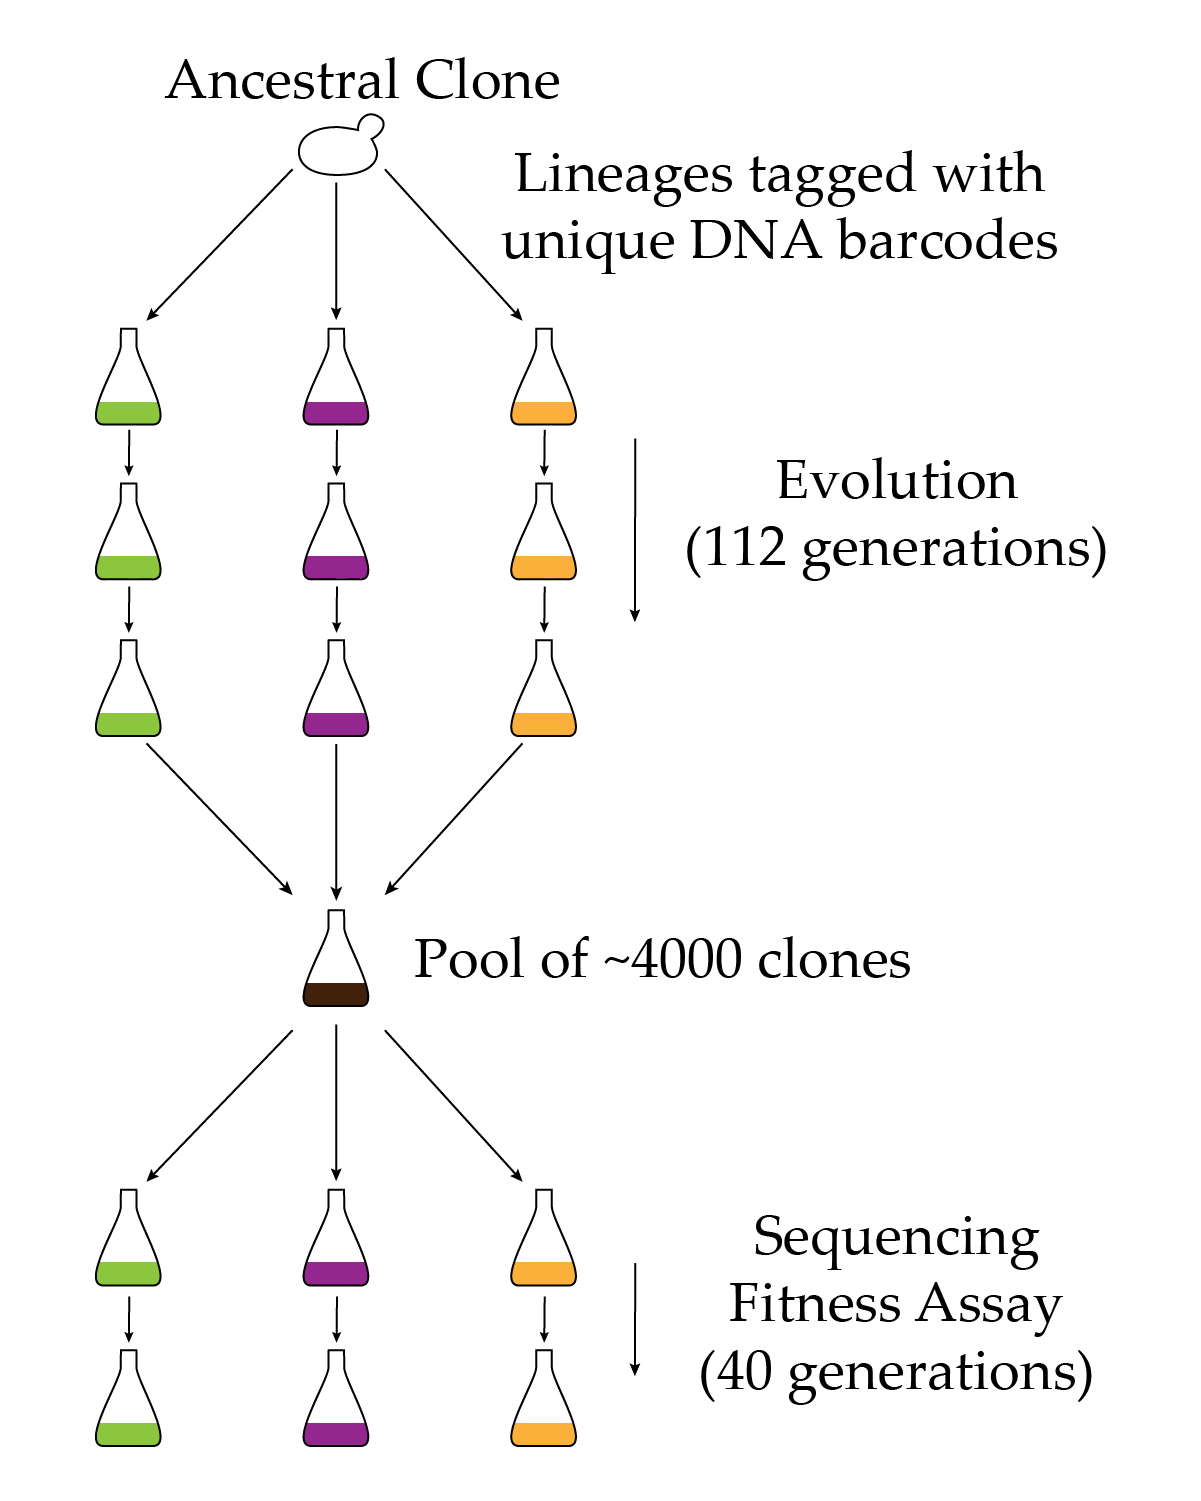 Ancestral Clone
Lineages tagged with
unique DNA barcodes
Evolution
(112 generations)
Pool of ~4000 clones
Sequencing
Fitness Assay
(40 generations)